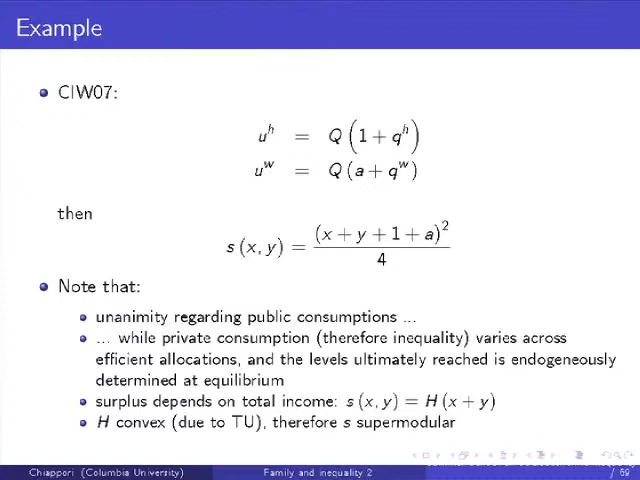 Example
CIW07:
u^h = Q (1 + q^h)
u^w = Q (a + q^w)
then
s (x, y) = (x + y + 1 + a)^2 / 4
Note that:
unanimity regarding public consumptions ...
... while private consumption (therefore inequality) varies across
efficient allocations, and the levels ultimately reached is endogeneously
determined at equilibrium
surplus depends on total income: s (x, y) = H (x + y)
H convex (due to TU), therefore s supermodular
Chiappori (Columbia University) Family and inequality 2 / 69